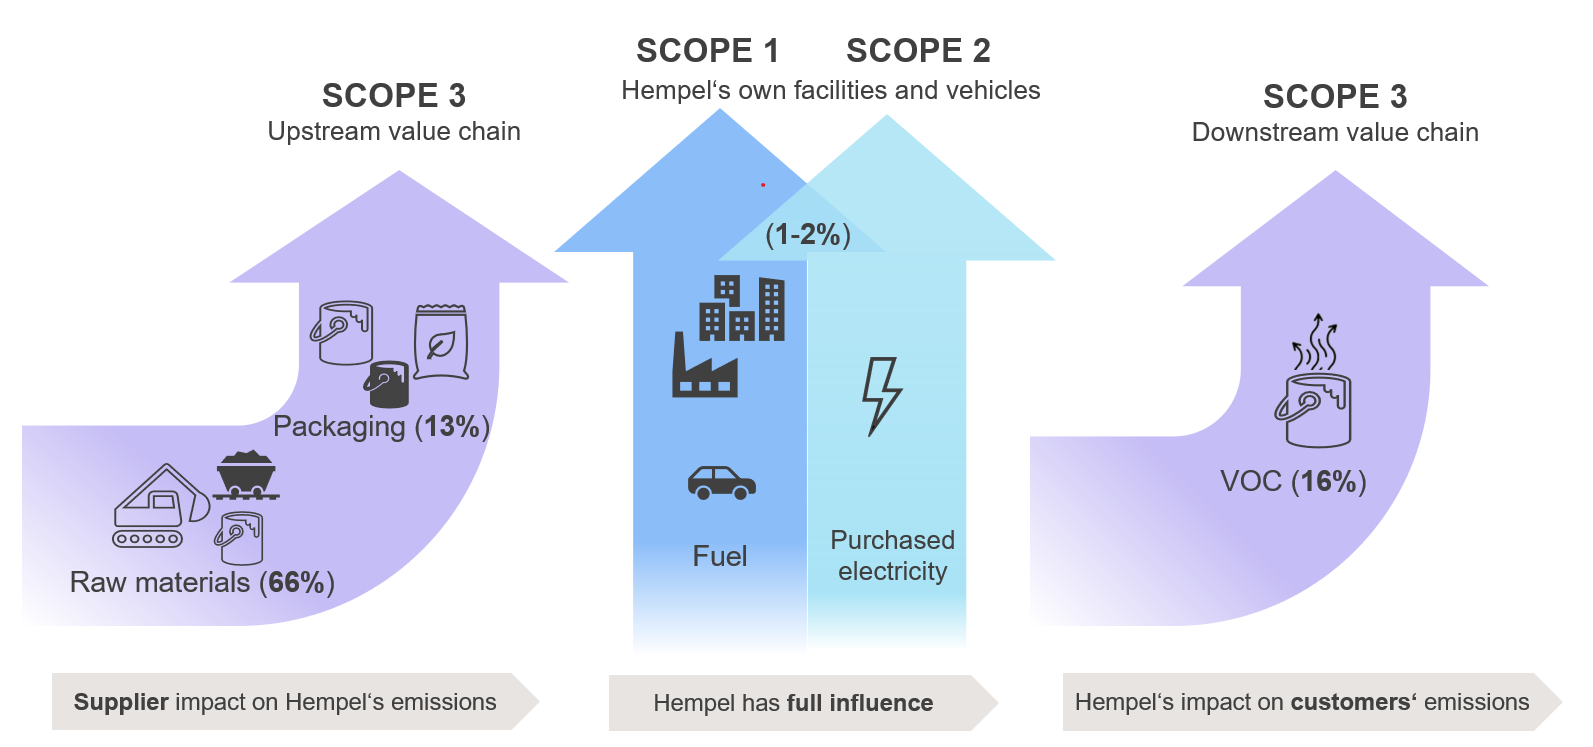 SCOPE 3
Upstream value chain
Packaging (13%)
Raw materials (66%)
Supplier impact on Hempel‘s emissions
SCOPE 1
SCOPE 2
Hempel‘s own facilities and vehicles
(1-2%)
Fuel
Purchased
electricity
Hempel has full influence
SCOPE 3
Downstream value chain
VOC (16%)
Hempel‘s impact on customers‘ emissions